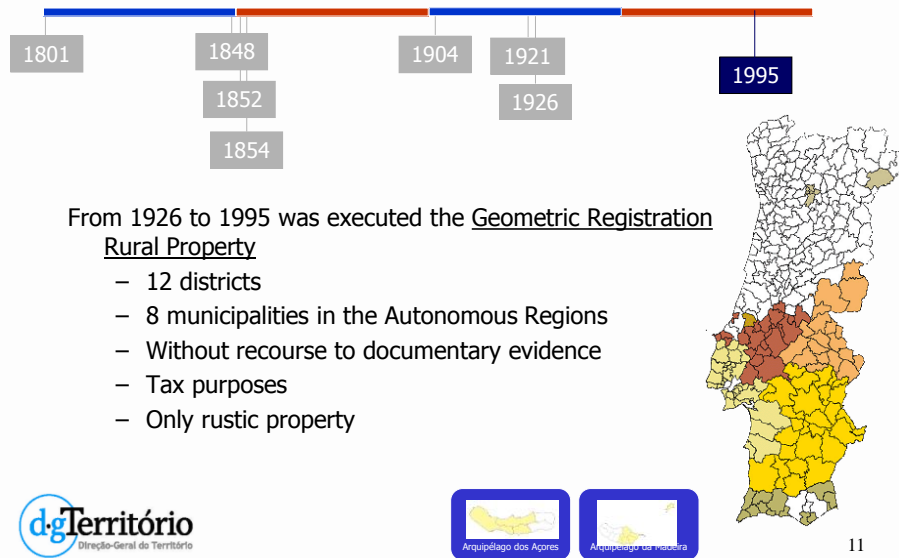 1801
1848
1904
1921
1995
1852
1926
1854
From 1926 to 1995 was executed the Geometric Registration
Rural Property
– 12 districts
– 8 municipalities in the Autonomous Regions
– Without recourse to documentary evidence
– Tax purposes
– Only rustic property
dgTerritório
Direção-Geral do Território
Arquipélago dos Açores
Arquipélago da Madeira
11